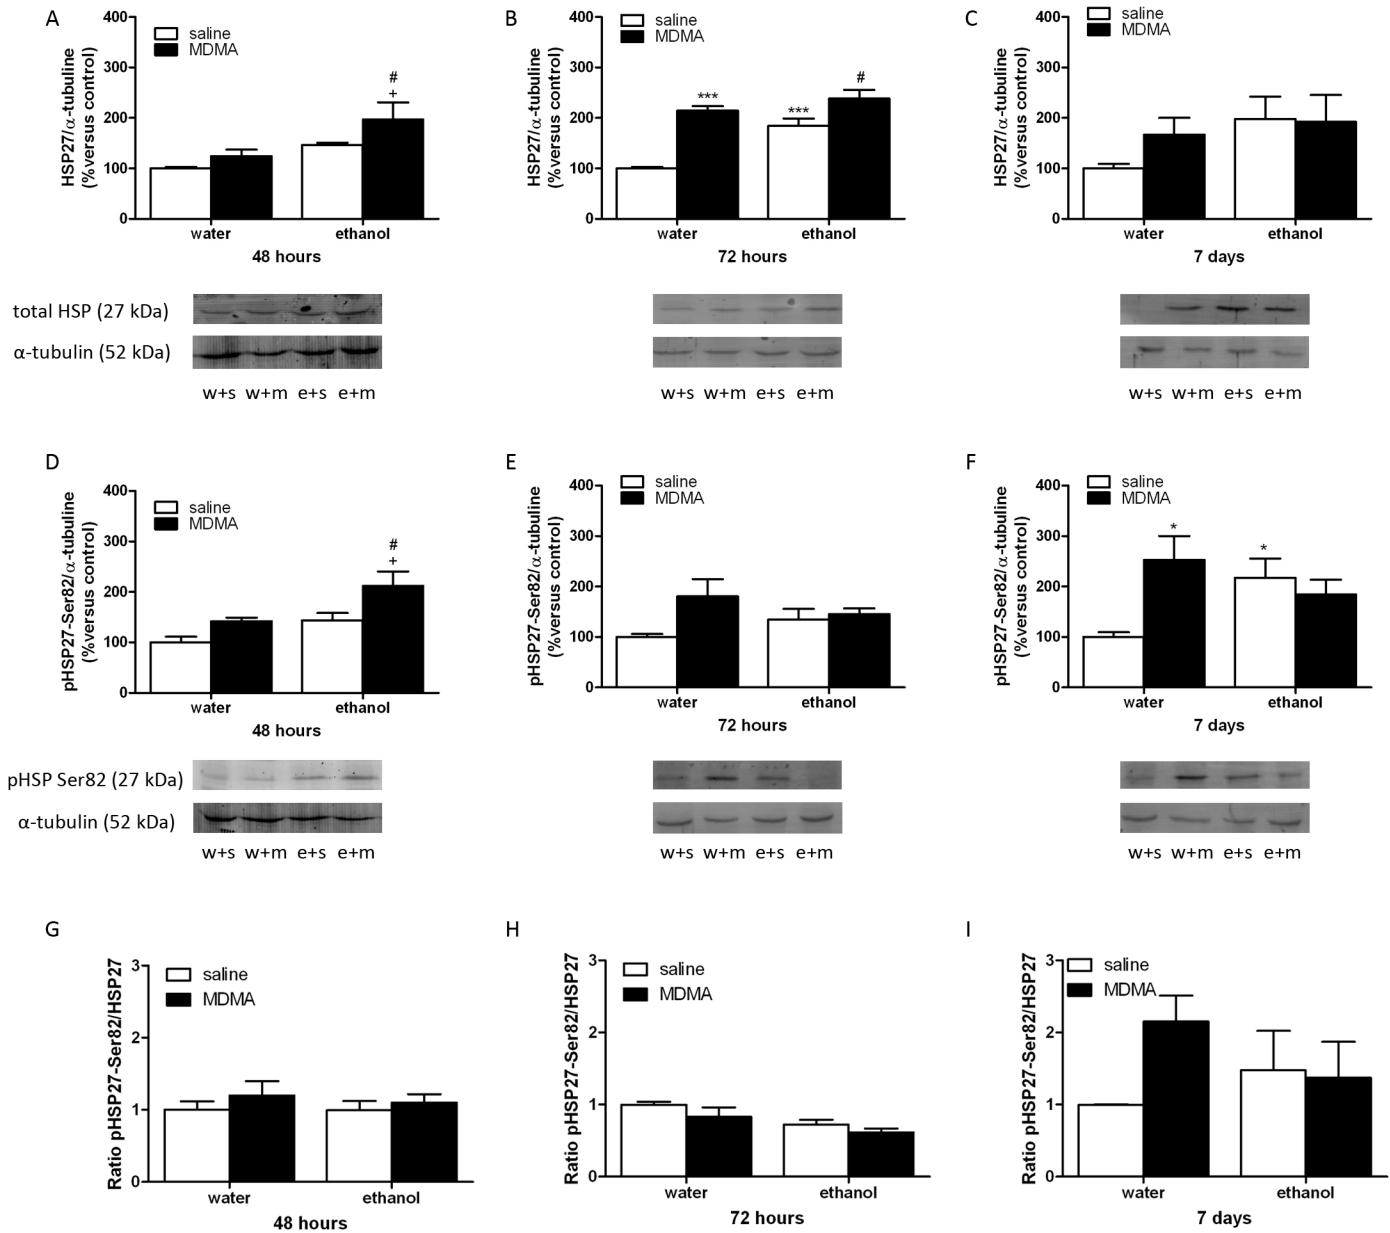 A
400
300
200
100
0
HSP27/α-tubuline
(%versus control)
saline
MDMA
#
+
water ethanol
48 hours
B
400
300
200
100
0
HSP27/α-tubuline
(%versus control)
saline
MDMA
***
***
#
water ethanol
72 hours
C
400
300
200
100
0
HSP27/α-tubuline
(%versus control)
saline
MDMA
water ethanol
7 days
total HSP (27 kDa)
α-tubulin (52 kDa)
w+s w+m e+s e+m
w+s w+m e+s e+m
w+s w+m e+s e+m
D
400
300
200
100
0
pHSP27-Ser82/α-tubuline
(%versus control)
saline
MDMA
#
+
water ethanol
48 hours
E
400
300
200
100
0
pHSP27-Ser82/α-tubuline
(%versus control)
saline
MDMA
water ethanol
72 hours
F
400
300
200
100
0
pHSP27-Ser82/α-tubuline
(%versus control)
saline
MDMA
*
*
water ethanol
7 days
pHSP Ser82 (27 kDa)
α-tubulin (52 kDa)
w+s w+m e+s e+m
w+s w+m e+s e+m
w+s w+m e+s e+m
G
3
2
1
0
Ratio pHSP27-Ser82/HSP27
saline
MDMA
water ethanol
48 hours
H
3
2
1
0
Ratio pHSP27-Ser82/HSP27
saline
MDMA
water ethanol
72 hours
I
3
2
1
0
Ratio pHSP27-Ser82/HSP27
saline
MDMA
water ethanol
7 days